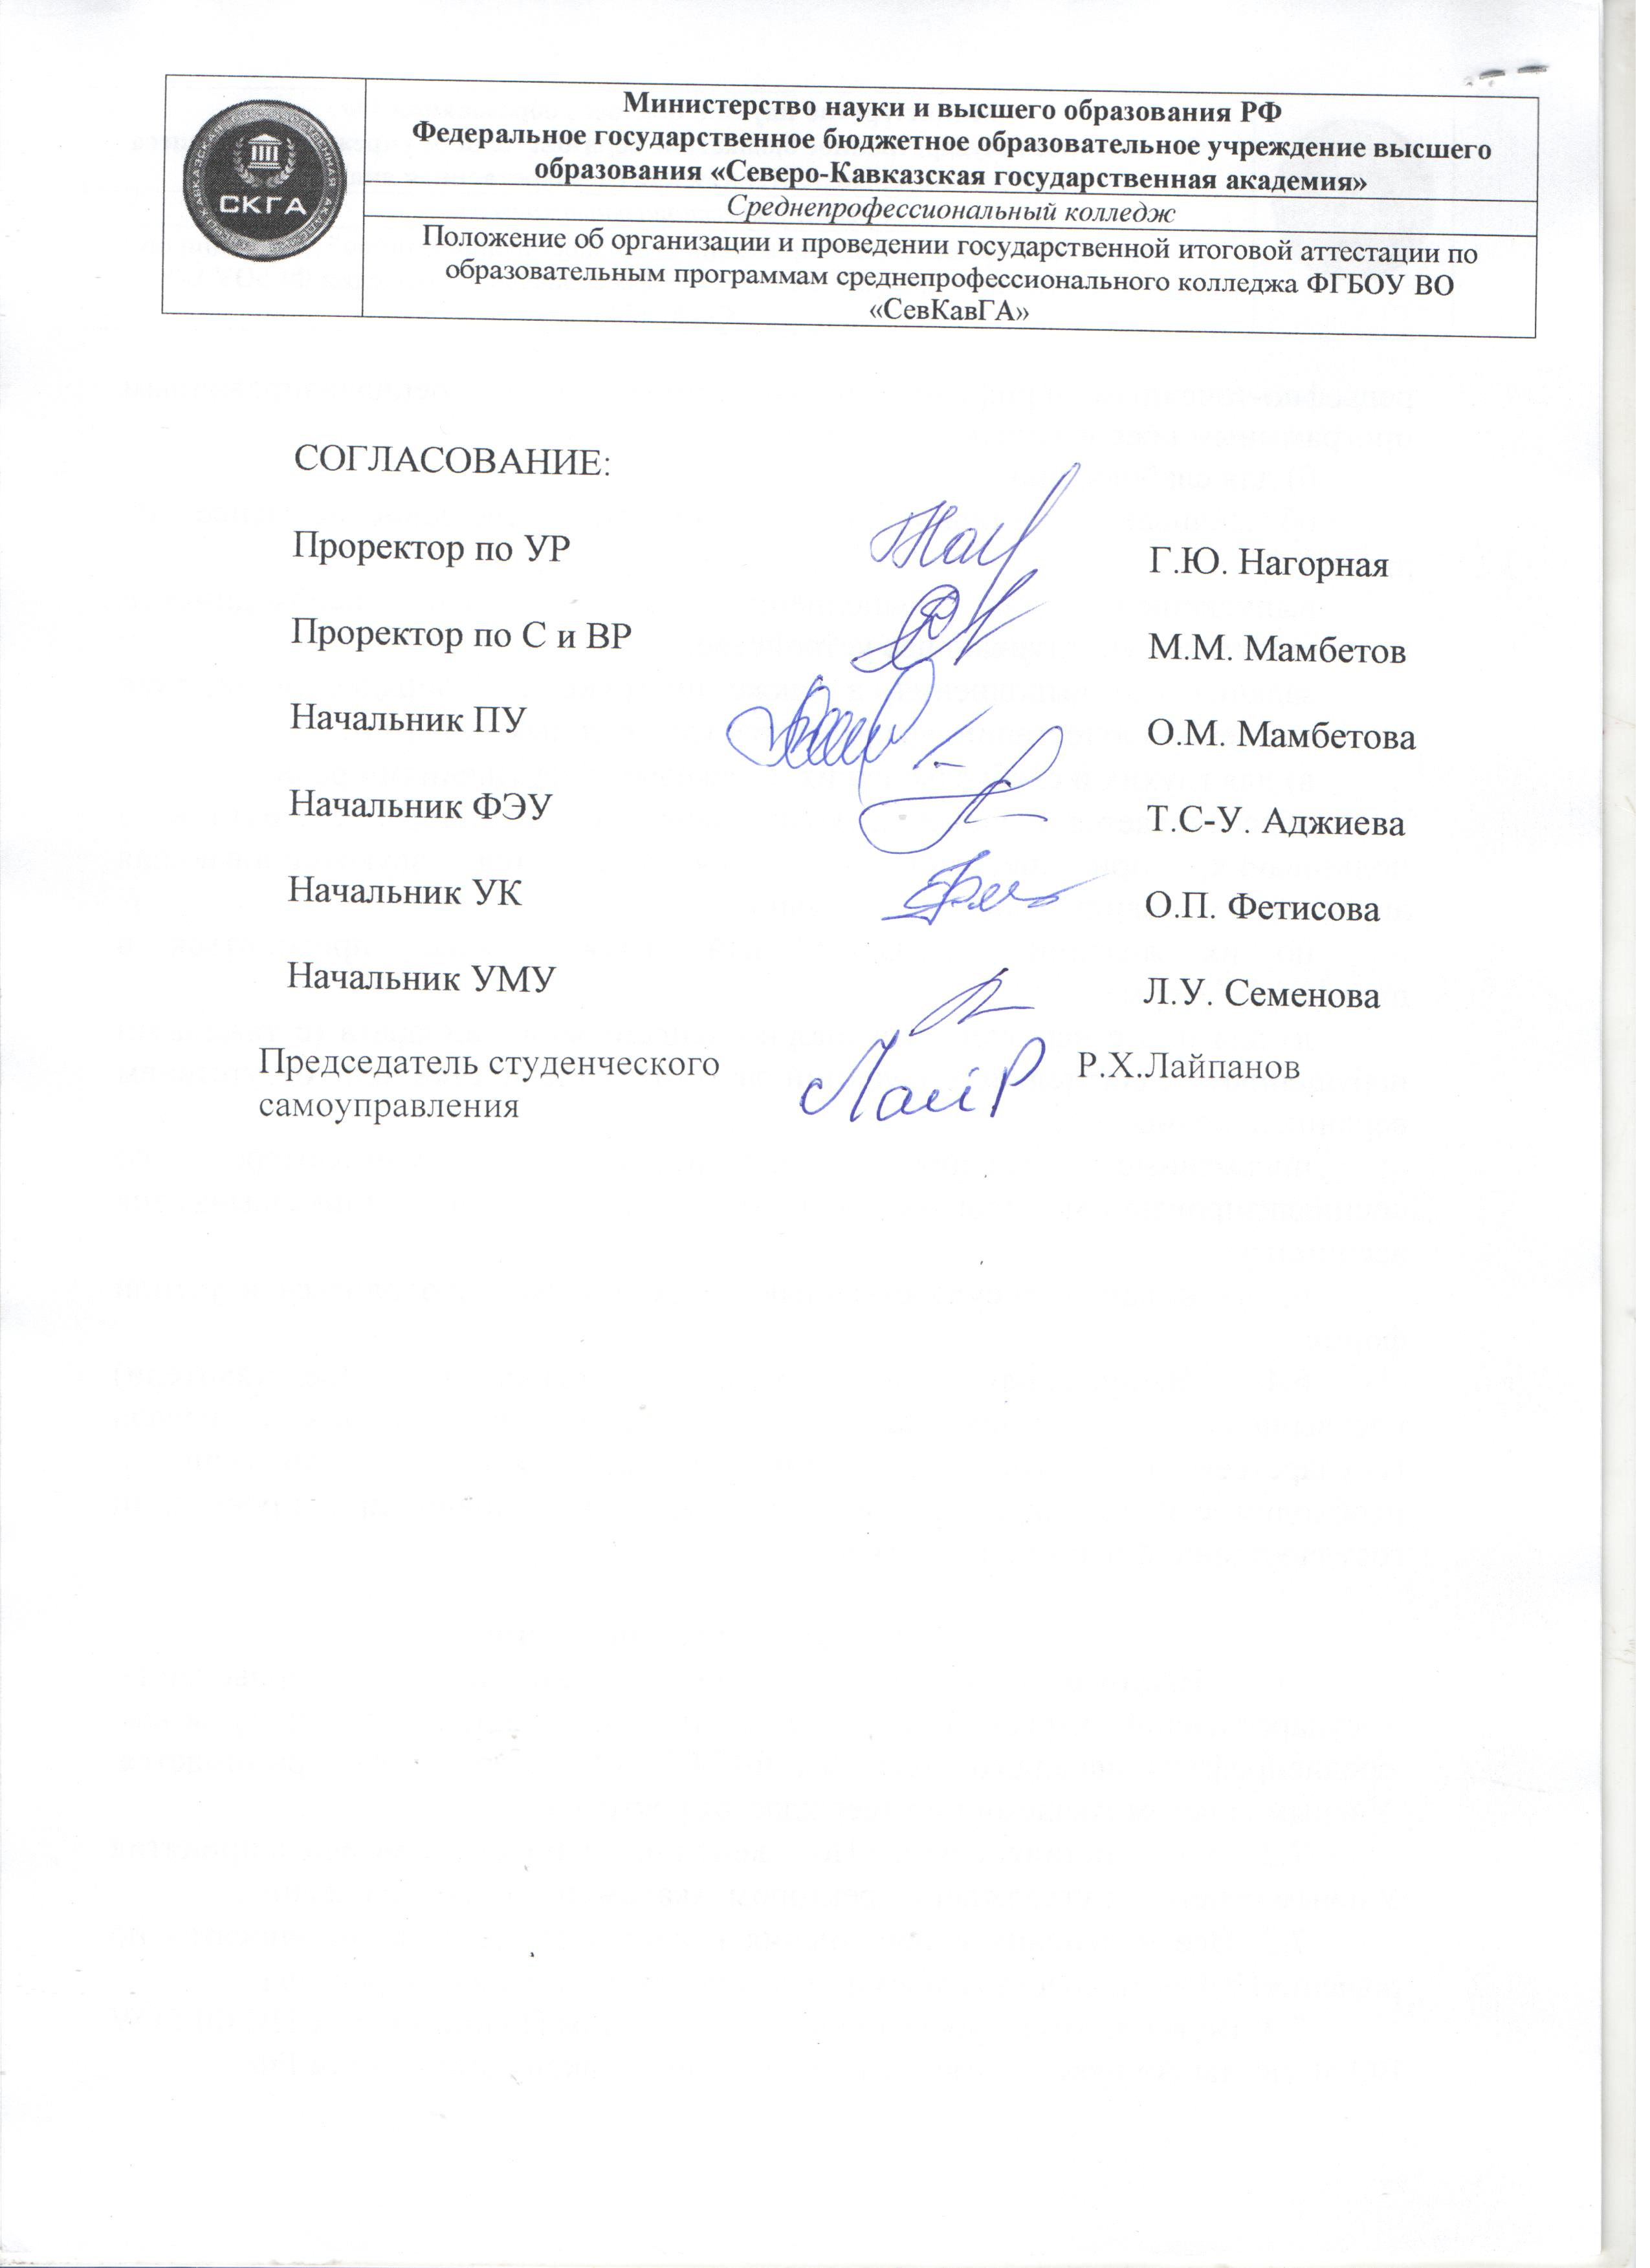 СКГА
Министерство науки и высшего образования РФ
Федеральное государственное бюджетное образовательное учреждение высшего
образования «Северо-Кавказская государственная академия»
Среднепрофессиональный колледж
Положение об организации и проведении государственной итоговой аттестации по
образовательным программам среднепрофессионального колледжа ФГБОУ ВО
«СевКавГА»
СОГЛАСОВАНИЕ:
Проректор по УР Г.Ю. Нагорная
Проректор по С и ВР М.М. Мамбетов
Начальник ПУ О.М. Мамбетова
Начальник ФЭУ Т.С-У. Аджиева
Начальник УК О.П. Фетисова
Начальник УМУ Л.У. Семенова
Председатель студенческого Р.Х.Лайпанов
самоуправления